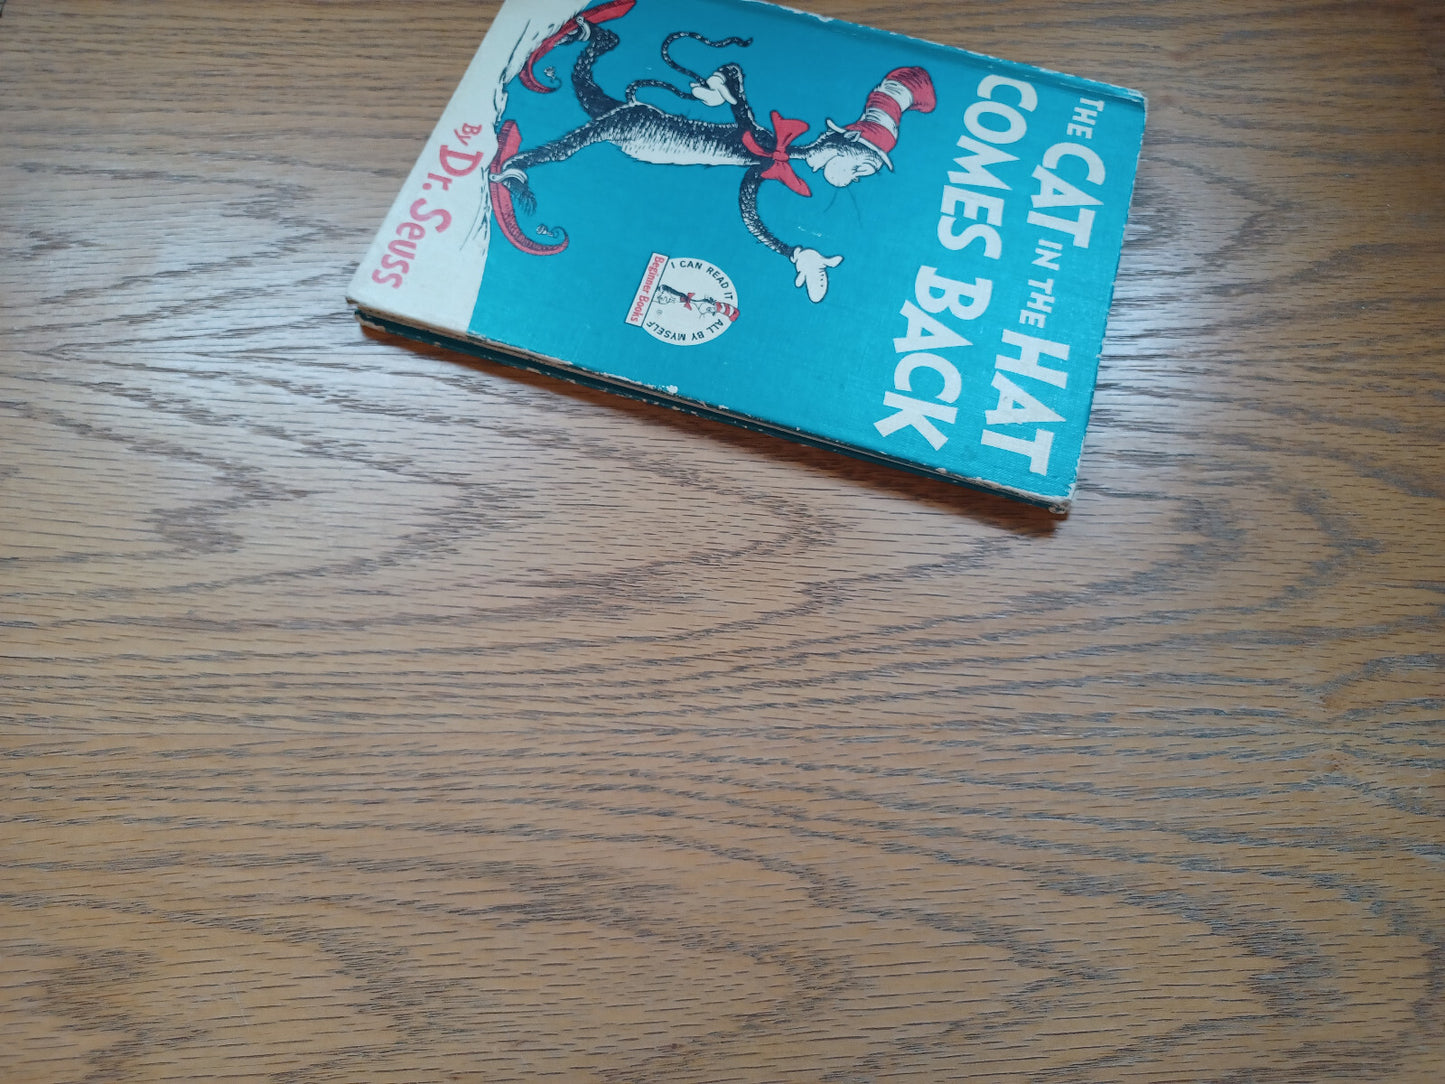 THE CAT IN THE HAT
COMES BACK
I CAN READ IT ALL BY MYSELF
Beginner Books
®
By Dr. Seuss